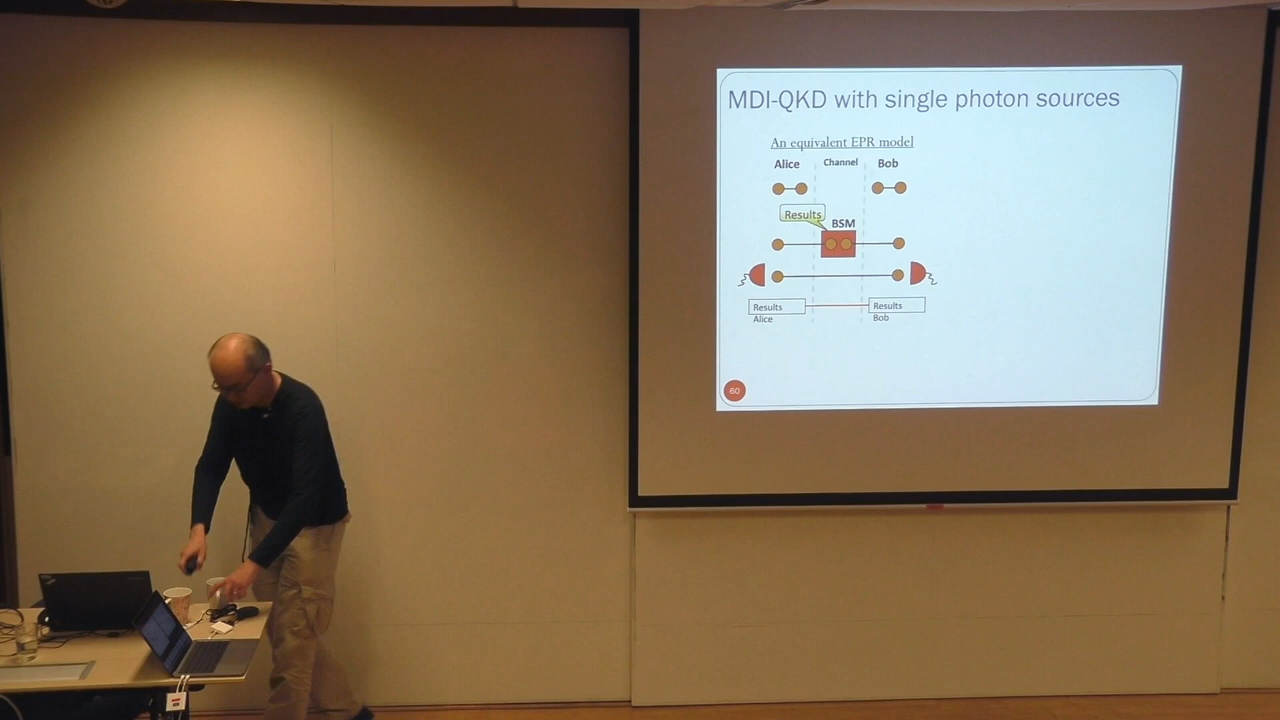 MDI-QKD with single photon sources
An equivalent EPR model
Alice Channel Bob
Results
BSM
Results Results
Alice Bob
60